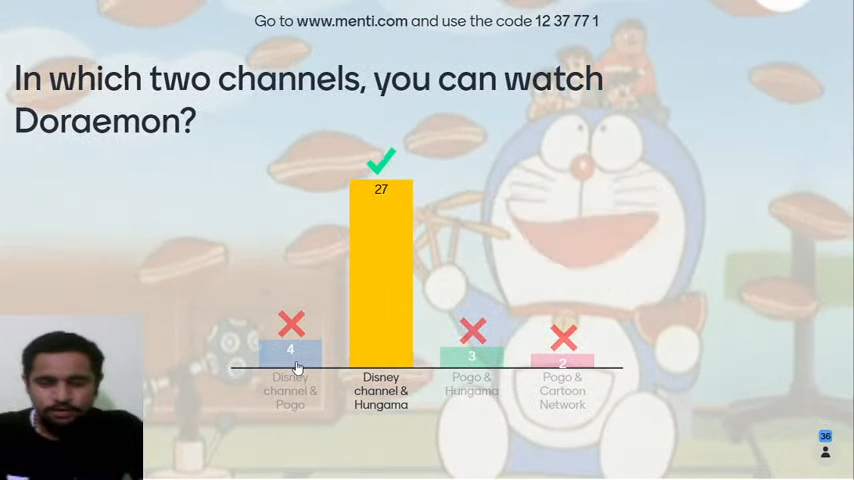 Go to www.menti.com and use the code 12 37 77 1
In which two channels, you can watch
Doraemon?
27
4
3
2
Disney
channel &
Pogo
Disney
channel &
Hungama
Pogo &
Hungama
Pogo &
Cartoon
Network
36